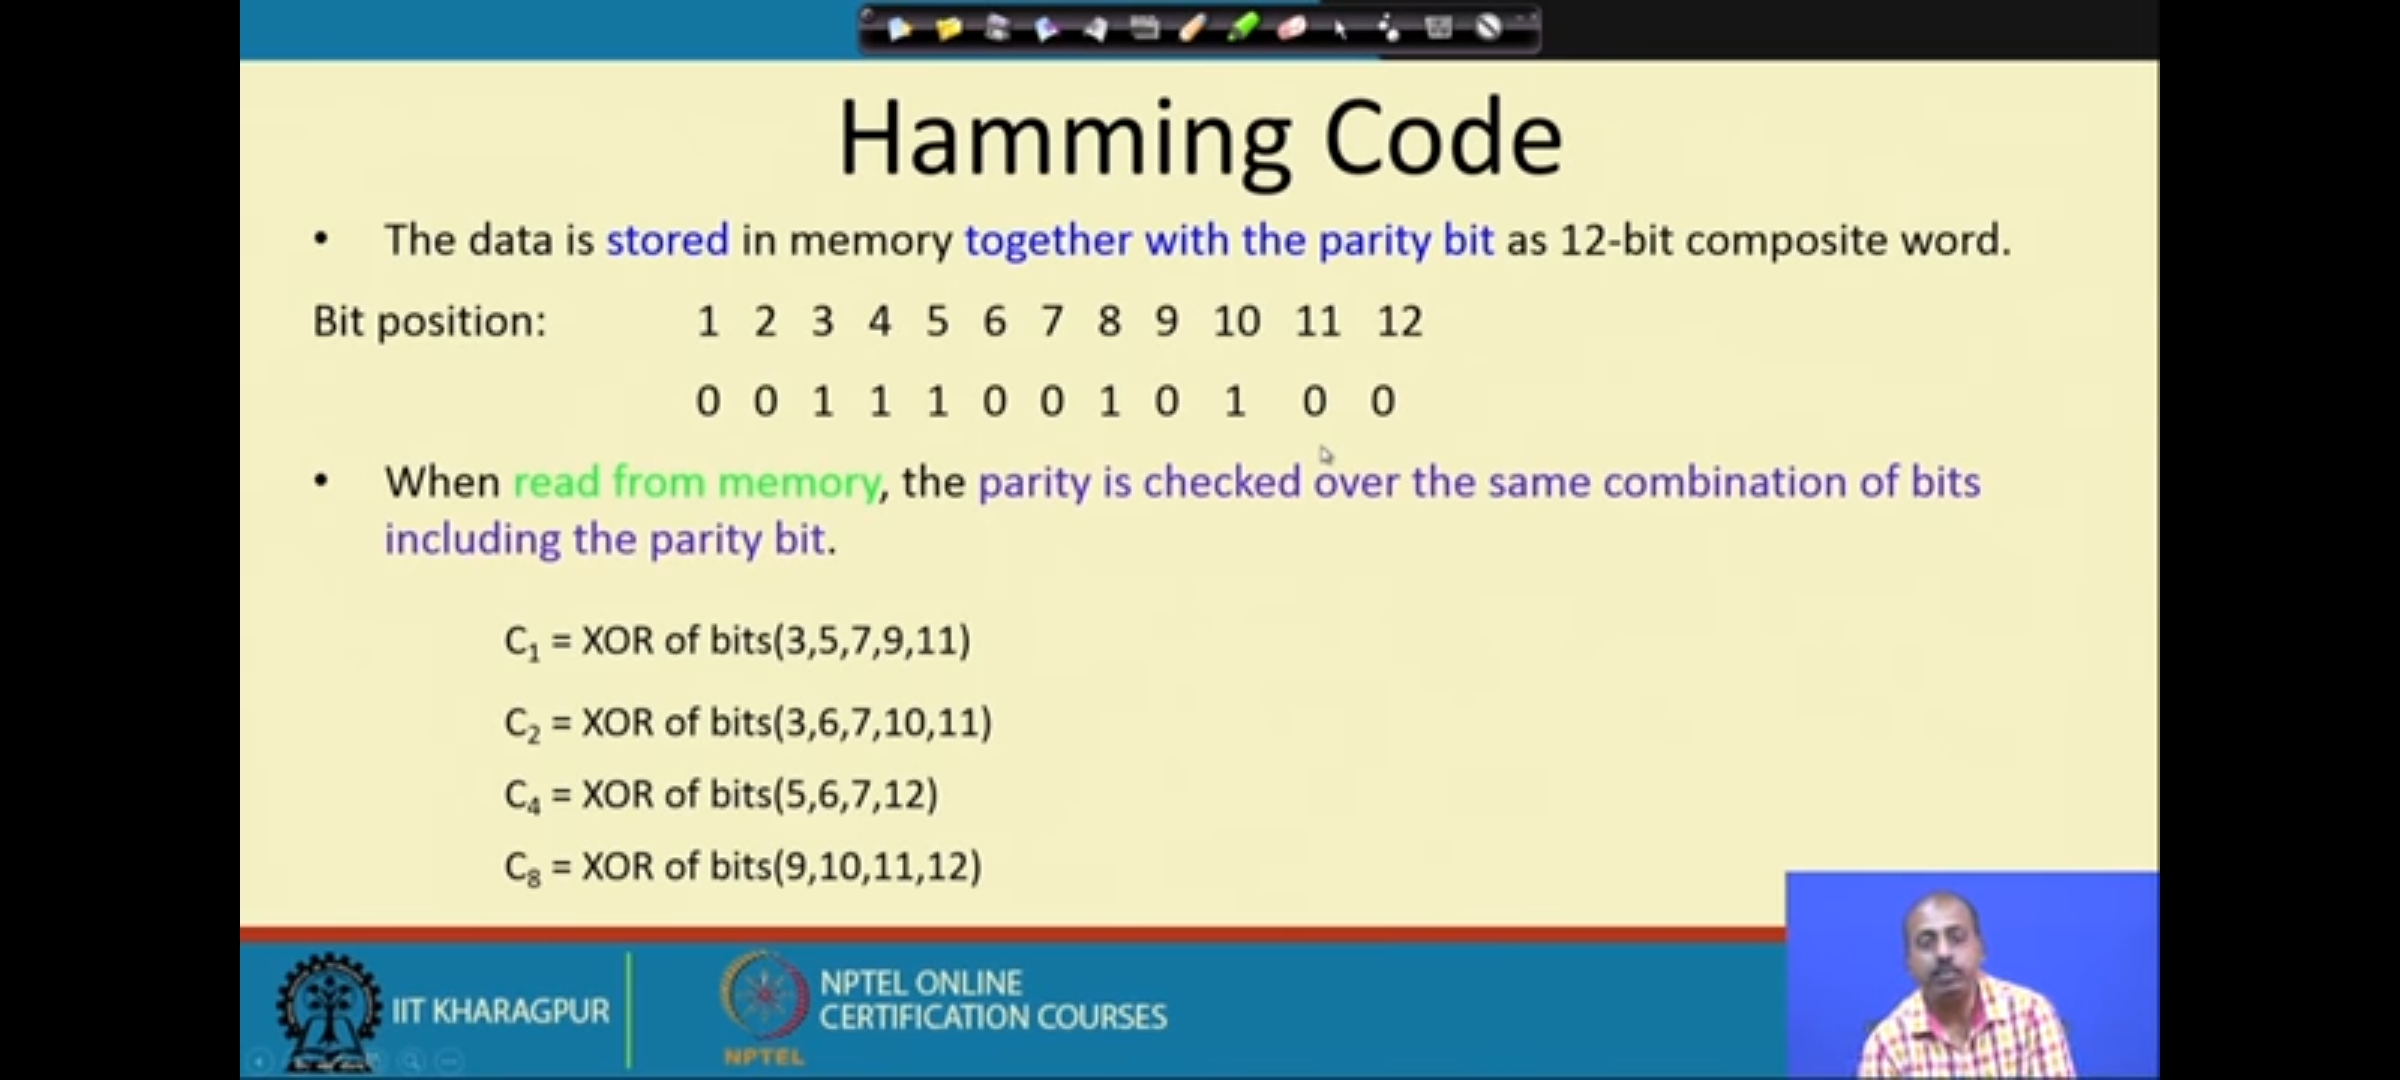 Hamming Code
• The data is stored in memory together with the parity bit as 12-bit composite word.
Bit position: 1 2 3 4 5 6 7 8 9 10 11 12
0 0 1 1 1 0 0 1 0 1 0 0
• When read from memory, the parity is checked over the same combination of bits
including the parity bit.
C₁ = XOR of bits(3,5,7,9,11)
C₂ = XOR of bits(3,6,7,10,11)
C₄ = XOR of bits(5,6,7,12)
C₈ = XOR of bits(9,10,11,12)
IIT KHARAGPUR
NPTEL
NPTEL ONLINE
CERTIFICATION COURSES